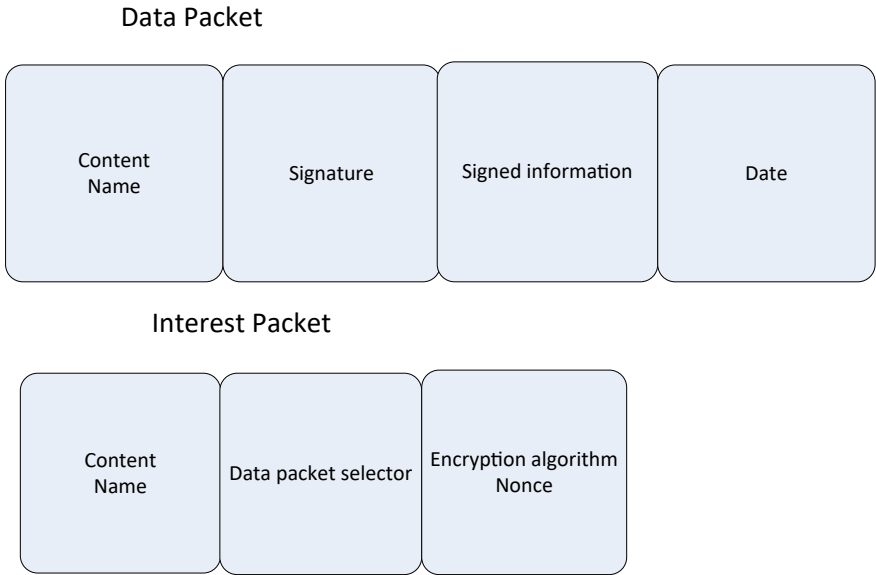 Data Packet
Content
Name
Signature
Signed information
Date
Interest Packet
Content
Name
Data packet selector
Encryption algorithm
Nonce